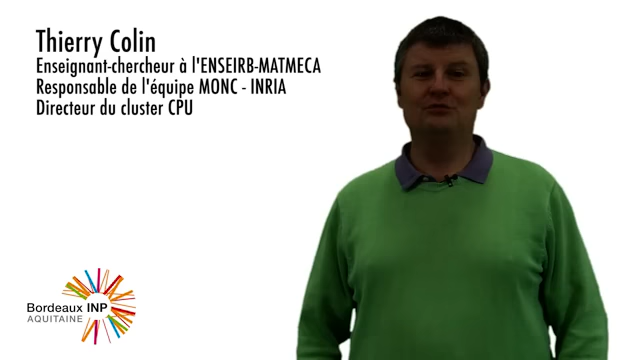 Thierry Colin
Enseignant-chercheur à l'ENSEIRB-MATMECA
Responsable de l'équipe MONC - INRIA
Directeur du cluster CPU
Bordeaux INP
AQUITAINE